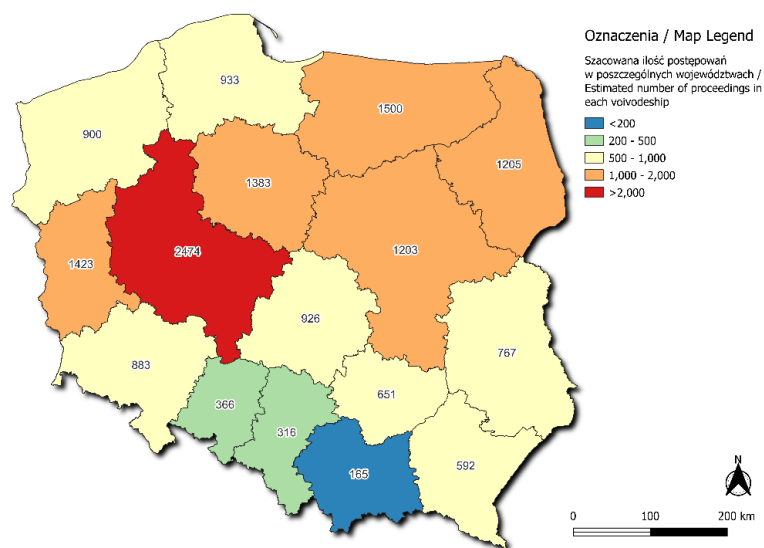 Oznaczenia / Map Legend
Szacowana ilość postępowań
w poszczególnych województwach /
Estimated number of proceedings in
each voivodeship
<200
200 - 500
500 - 1,000
1,000 - 2,000
>2,000
933
1500
900
1205
1383
2474
1203
1423
926
767
883
651
366
316
592
165
N
0 100 200 km